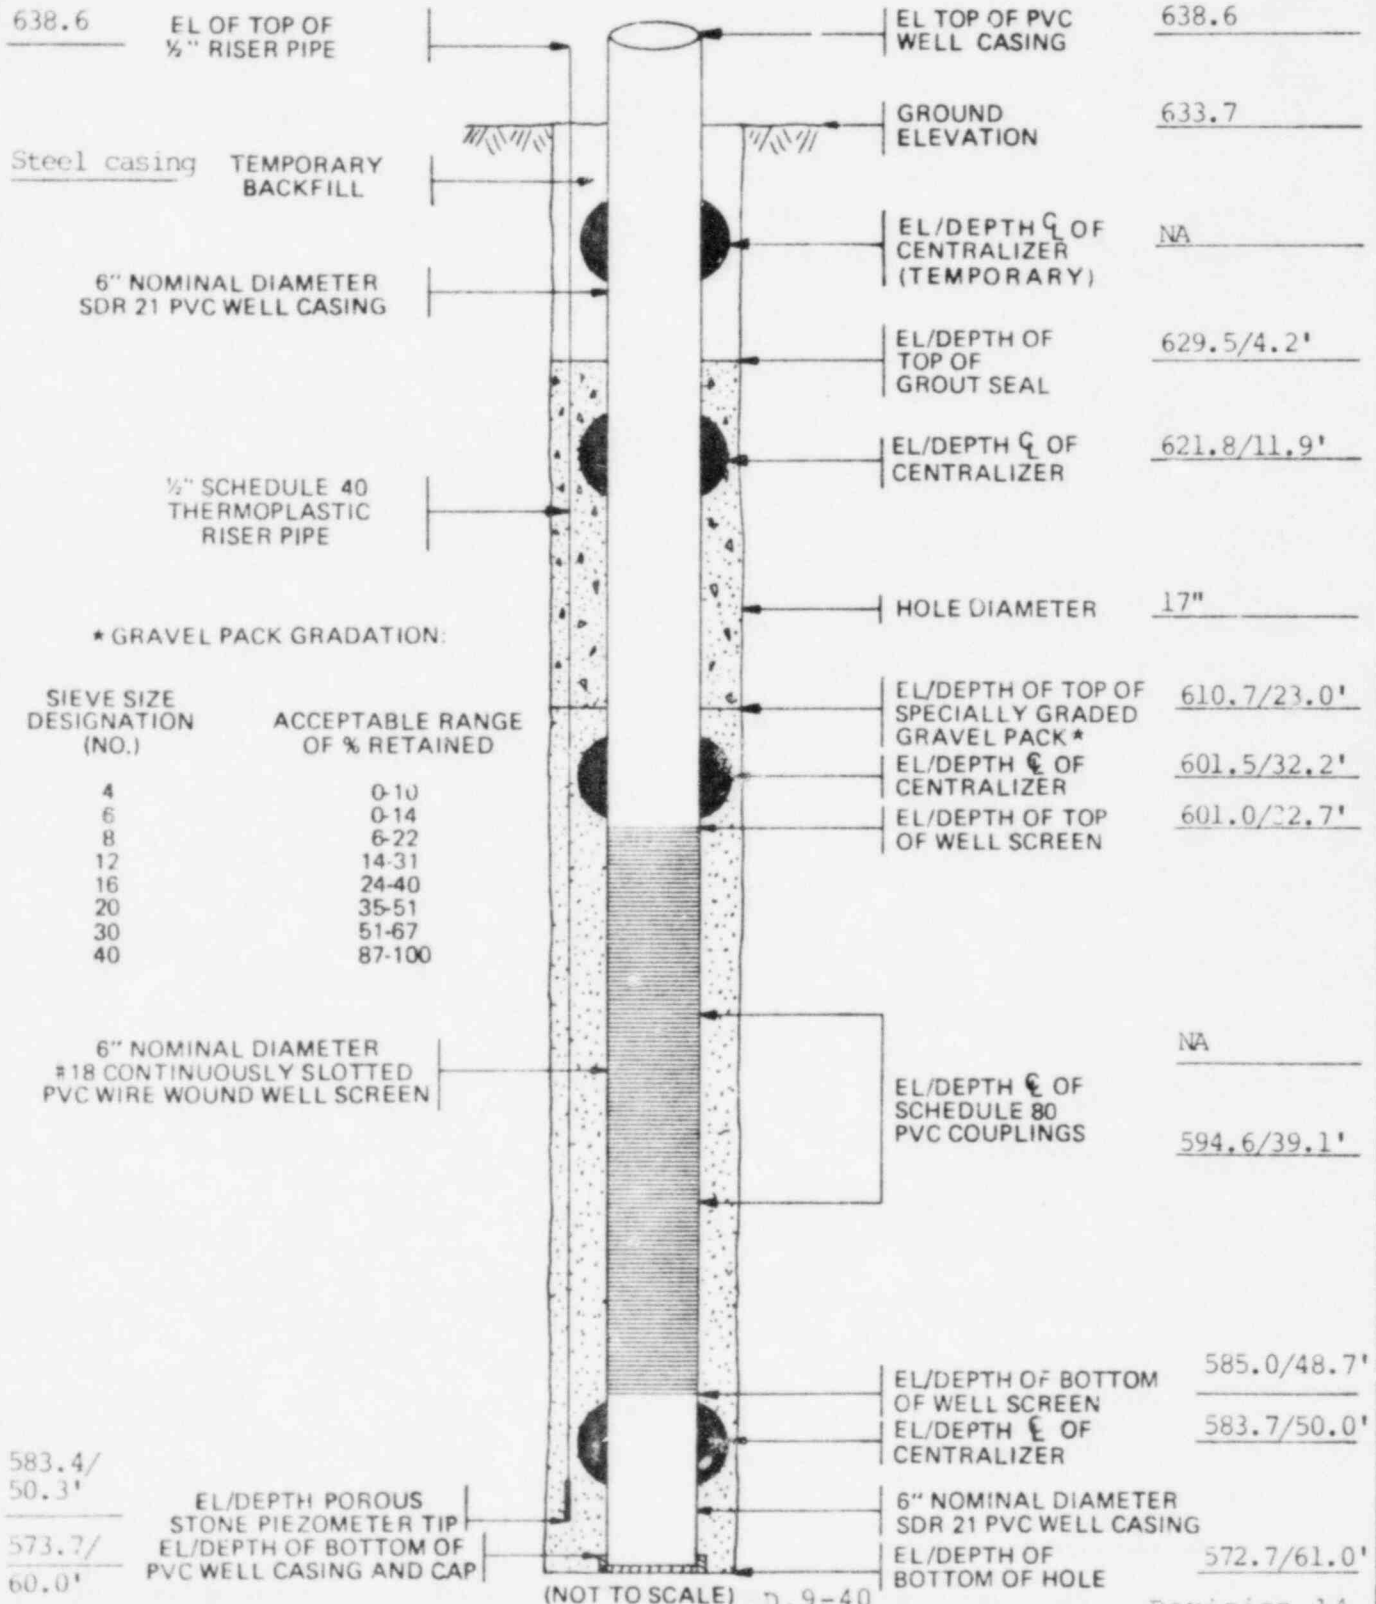 638.6
EL OF TOP OF
½" RISER PIPE
EL TOP OF PVC
WELL CASING
638.6
GROUND
ELEVATION
633.7
Steel casing
TEMPORARY
BACKFILL
EL/DEPTH ℄ OF
CENTRALIZER
(TEMPORARY)
NA
6" NOMINAL DIAMETER
SDR 21 PVC WELL CASING
EL/DEPTH OF
TOP OF
GROUT SEAL
629.5/4.2'
EL/DEPTH ℄ OF
CENTRALIZER
621.8/11.9'
½" SCHEDULE 40
THERMOPLASTIC
RISER PIPE
HOLE DIAMETER
17"
* GRAVEL PACK GRADATION:
SIEVE SIZE DESIGNATION (NO.) ACCEPTABLE RANGE OF % RETAINED
4 0-10
6 0-14
8 6-22
12 14-31
16 24-40
20 35-51
30 51-67
40 87-100
EL/DEPTH OF TOP OF
SPECIALLY GRADED
GRAVEL PACK*
610.7/23.0'
EL/DEPTH ℄ OF
CENTRALIZER
601.5/32.2'
EL/DEPTH OF TOP
OF WELL SCREEN
601.0/ 2.7'
6" NOMINAL DIAMETER
#18 CONTINUOUSLY SLOTTED
PVC WIRE WOUND WELL SCREEN
EL/DEPTH ℄ OF
SCHEDULE 80
PVC COUPLINGS
NA
594.6/39.1'
EL/DEPTH OF BOTTOM
OF WELL SCREEN
585.0/48.7'
EL/DEPTH ℄ OF
CENTRALIZER
583.7/50.0'
583.4/
50.3'
EL/DEPTH POROUS
STONE PIEZOMETER TIP
6" NOMINAL DIAMETER
SDR 21 PVC WELL CASING
573.7/
60.0'
EL/DEPTH OF BOTTOM OF
PVC WELL CASING AND CAP
EL/DEPTH OF
BOTTOM OF HOLE
572.7/61.0'
(NOT TO SCALE)
D.9-40